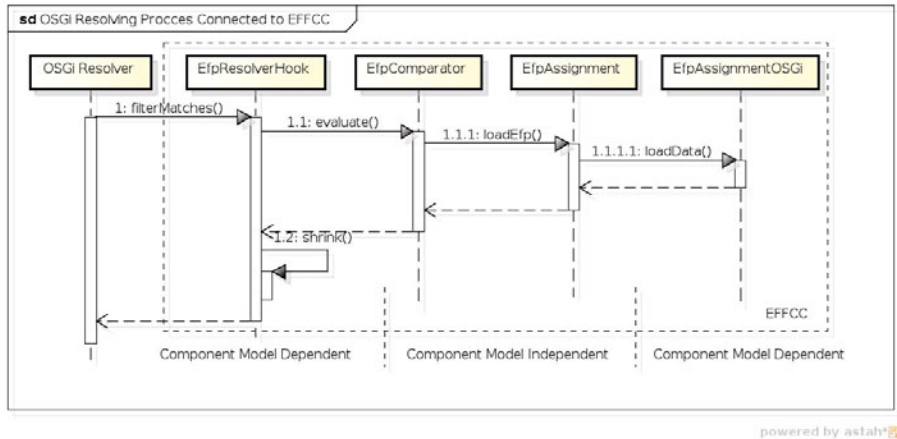 sd OSGi Resolving Procces Connected to EFFCC
OSGi Resolver
EfpResolverHook
EfpComparator
EfpAssignment
EfpAssignmentOSGi
1: filterMatches()
1.1: evaluate()
1.1.1: loadEfp()
1.1.1.1: loadData()
1.2: shrink()
EFFCC
Component Model Dependent
Component Model Independent
Component Model Dependent
powered by astah*